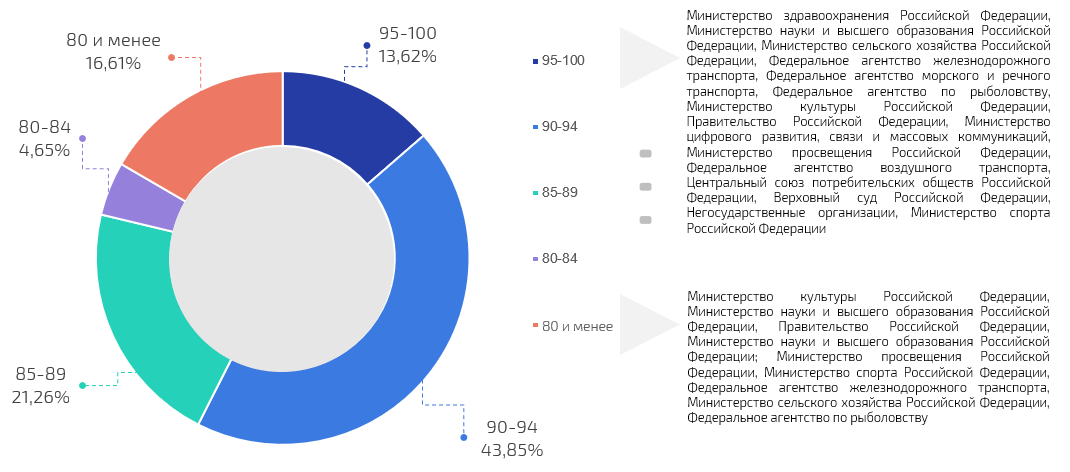 80 и менее
16,61%
95-100
13,62%
80-84
4,65%
85-89
21,26%
90-94
43,85%
95-100
90-94
85-89
80-84
80 и менее
Министерство здравоохранения Российской Федерации,
Министерство науки и высшего образования Российской
Федерации, Министерство сельского хозяйства Российской
Федерации, Федеральное агентство железнодорожного
транспорта, Федеральное агентство морского и речного
транспорта, Федеральное агентство по рыболовству,
Министерство культуры Российской Федерации,
Правительство Российской Федерации, Министерство
цифрового развития, связи и массовых коммуникаций,
Министерство просвещения Российской Федерации,
Федеральное агентство воздушного транспорта,
Центральный союз потребительских обществ Российской
Федерации, Верховный суд Российской Федерации,
Негосударственные организации, Министерство спорта
Российской Федерации
Министерство культуры Российской Федерации,
Министерство науки и высшего образования Российской
Федерации, Правительство Российской Федерации,
Министерство науки и высшего образования Российской
Федерации; Министерство просвещения Российской
Федерации, Министерство спорта Российской Федерации,
Федеральное агентство железнодорожного транспорта,
Министерство сельского хозяйства Российской Федерации,
Федеральное агентство по рыболовству